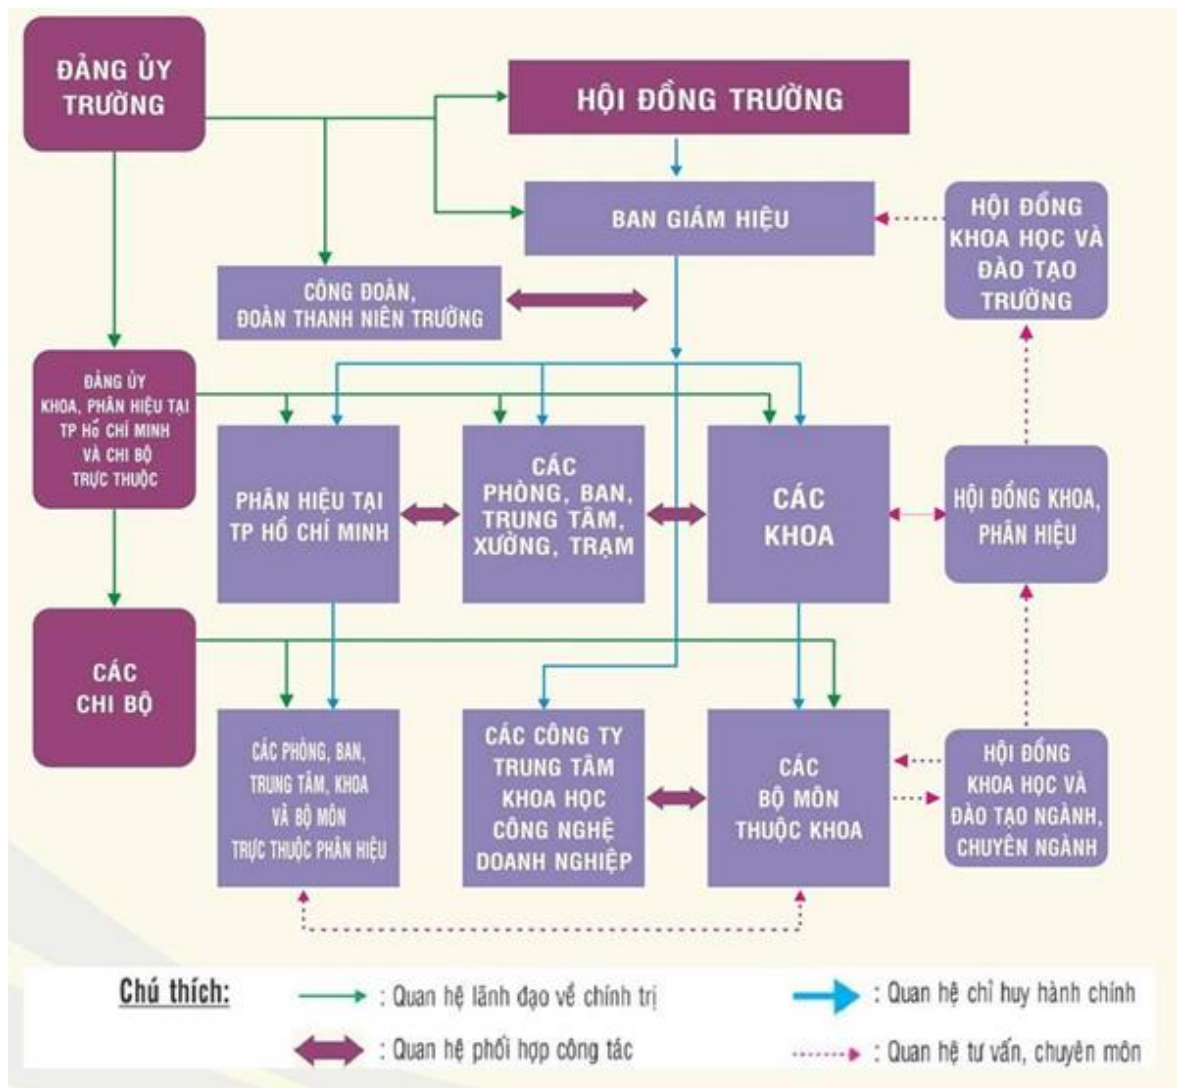 ĐẢNG ỦY
TRƯỜNG
HỘI ĐỒNG TRƯỜNG
BAN GIÁM HIỆU
HỘI ĐỒNG
KHOA HỌC VÀ
ĐÀO TẠO
TRƯỜNG
CÔNG ĐOÀN,
ĐOÀN THANH NIÊN TRƯỜNG
ĐẢNG ỦY
KHOA, PHÂN HIỆU TẠI
TP HỒ CHÍ MINH
VÀ CHI BỘ
TRỰC THUỘC
PHÂN HIỆU TẠI
TP HỒ CHÍ MINH
CÁC
PHÒNG, BAN,
TRUNG TÂM,
XƯỞNG, TRẠM
CÁC
KHOA
HỘI ĐỒNG KHOA,
PHÂN HIỆU
CÁC
CHI BỘ
CÁC PHÒNG, BAN,
TRUNG TÂM, KHOA
VÀ BỘ MÔN
TRỰC THUỘC PHÂN HIỆU
CÁC CÔNG TY
TRUNG TÂM
KHOA HỌC
CÔNG NGHỆ
DOANH NGHIỆP
CÁC
BỘ MÔN
THUỘC KHOA
HỘI ĐỒNG
KHOA HỌC VÀ
ĐÀO TẠO NGÀNH,
CHUYÊN NGÀNH
Chú thích:
: Quan hệ lãnh đạo về chính trị
: Quan hệ chỉ huy hành chính
: Quan hệ phối hợp công tác
: Quan hệ tư vấn, chuyên môn